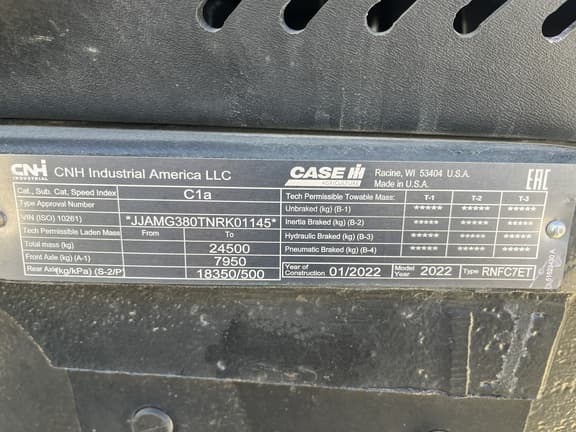 CNH INDUSTRIAL CNH Industrial America LLC
CASE IH AGRICULTURE Racine, WI 53404 U.S.A.
Made in U.S.A.
EAC
Cat., Sub. Cat, Speed Index C1a
Type Approval Number
VIN (ISO) 10261) *JJAMG380TNRK01145*
Tech Permissible Laden Mass From To
Total mass (kg) 24500
Front Axle (kg) (A-1) 7950
Rear Axle(kg/kPa) (S-2/P 18350/500
Tech Permissible Towable Mass: T-1 T-2 T-3
Unbraked (kg) (B-1) ***** ***** *****
Inertia Braked (kg) (B-2) ***** ***** *****
Hydraulic Braked (kg) (B-3) ***** ***** *****
Pneumatic Braked (kg) (B-4) ***** ***** *****
Year of Construction 01/2022 Model Year 2022 Type RNFC7ET